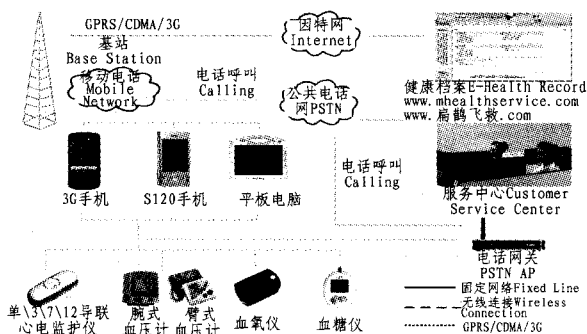 GPRS/CDMA/3G
基站
Base Station
移动电话
Mobile
Network
电话呼叫
Calling
因特网
Internet
公共电话
网PSTN
健康档案E-Health Record
www.mhealthservice.com
www.扁鹊飞救.com
3G手机
S120手机
平板电脑
电话呼叫
Calling
服务中心Customer
Service Center
电话网关
PSTN AP
单\3\7\12导联
心电监护仪
腕式
血压计
臂式
血压计
血氧仪
血糖仪
固定网络Fixed Line
无线连接Wireless
Connection
GPRS/CDMA/3G